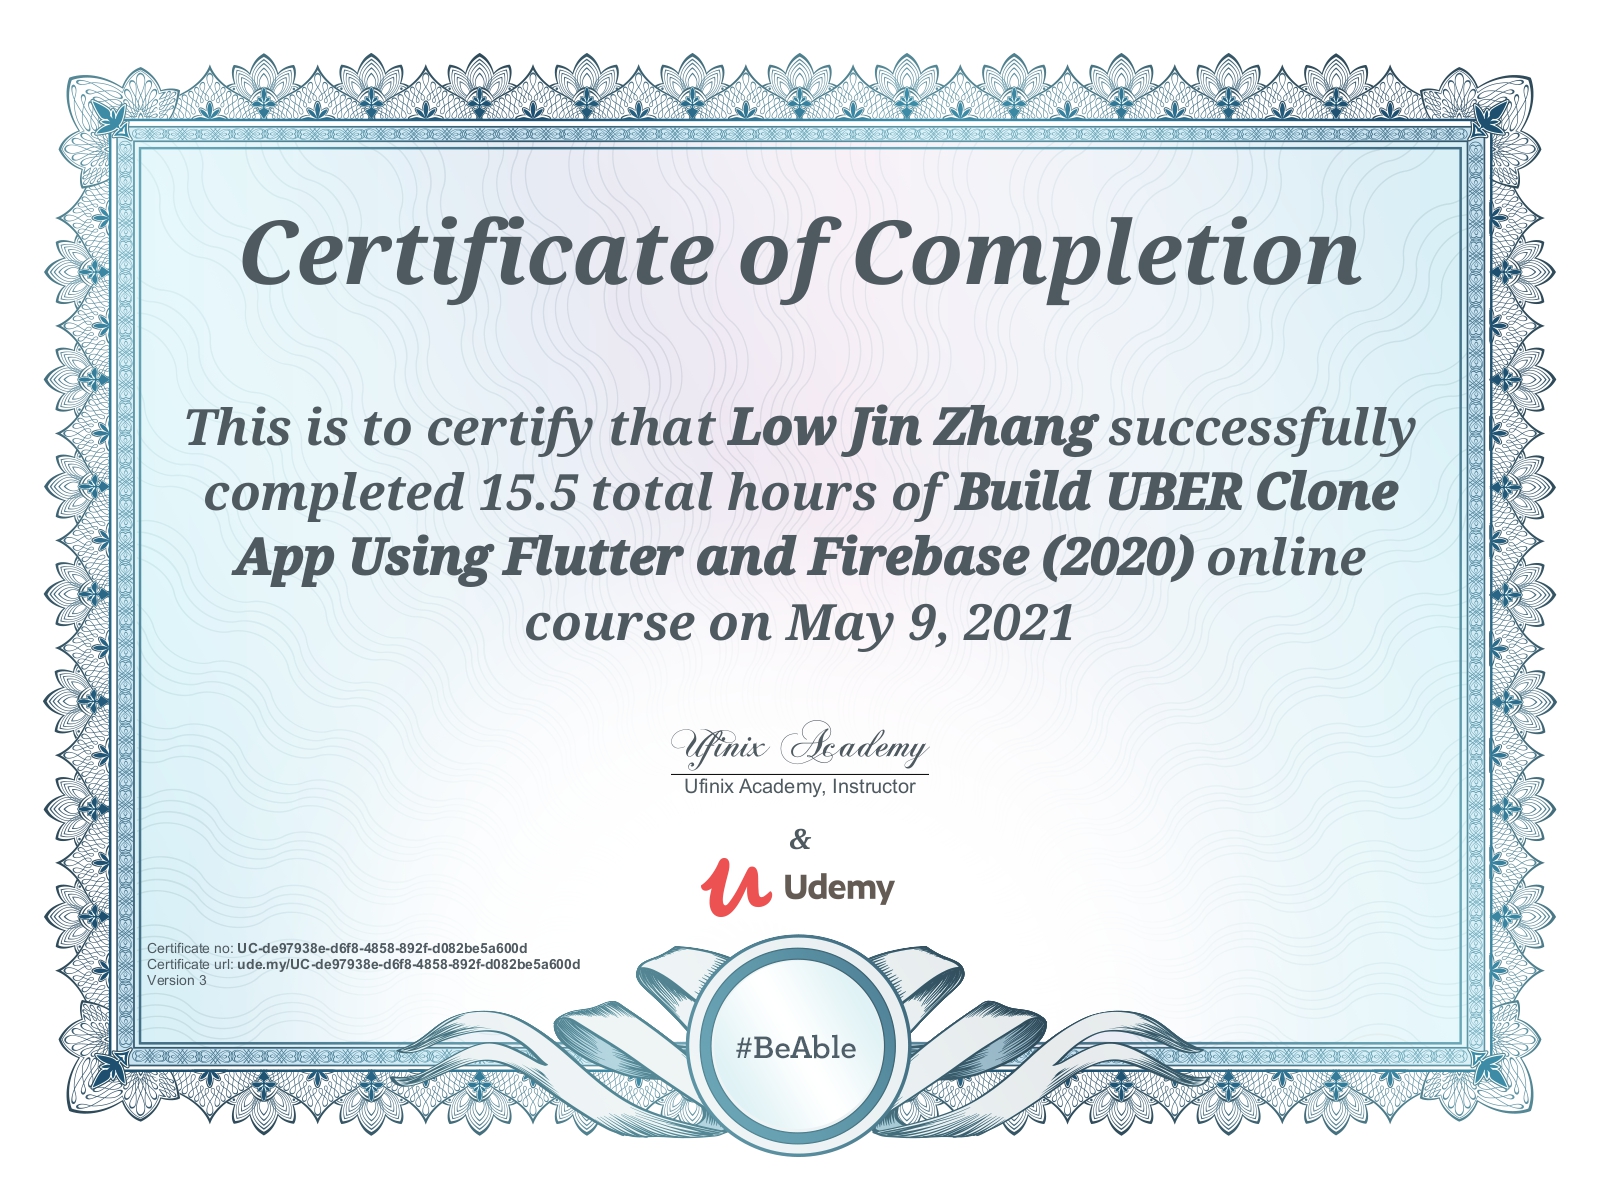 Certificate of Completion
This is to certify that Low Jin Zhang successfully
completed 15.5 total hours of Build UBER Clone
App Using Flutter and Firebase (2020) online
course on May 9, 2021
Ufinix Academy
Ufinix Academy, Instructor
&
Udemy
Certificate no: UC-de97938e-d6f8-4858-892f-d082be5a600d
Certificate url: ude.my/UC-de97938e-d6f8-4858-892f-d082be5a600d
Version 3
#BeAble